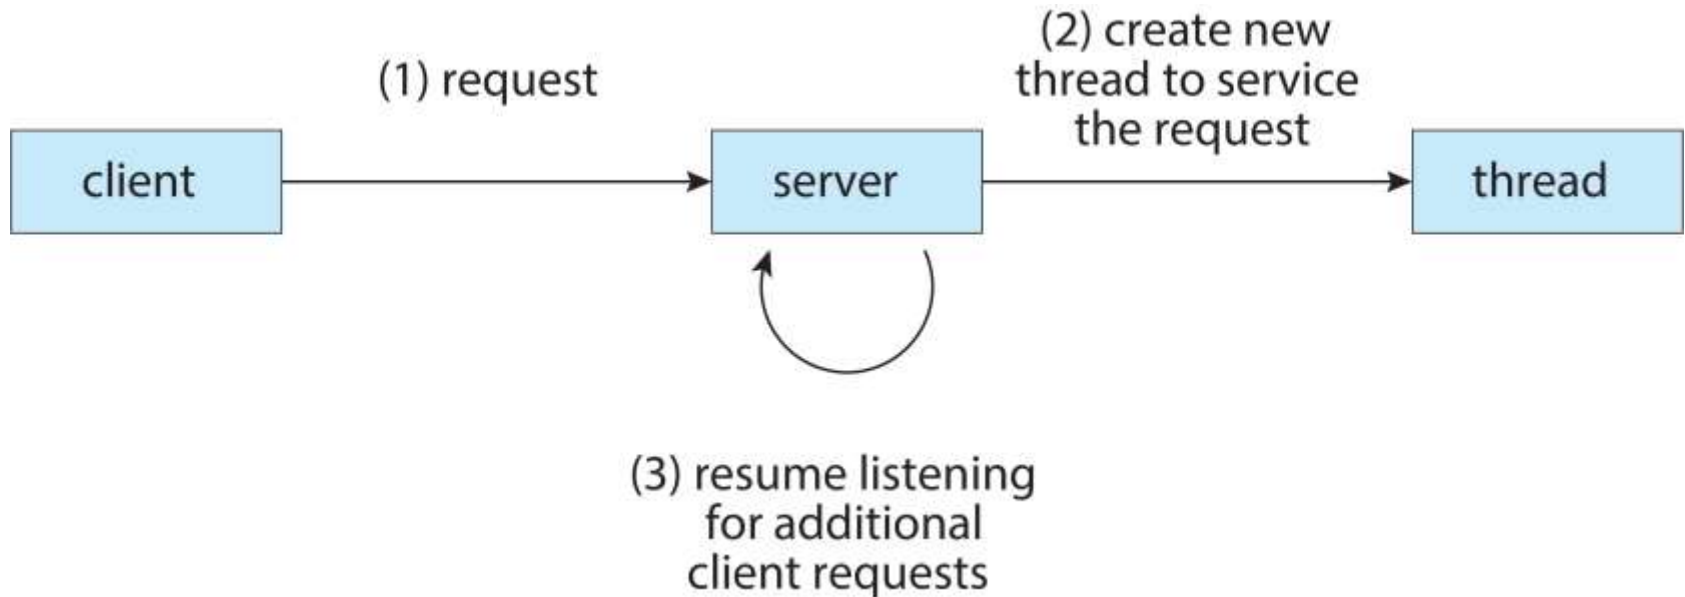 (1) request
(2) create new
thread to service
the request
client
server
thread
(3) resume listening
for additional
client requests